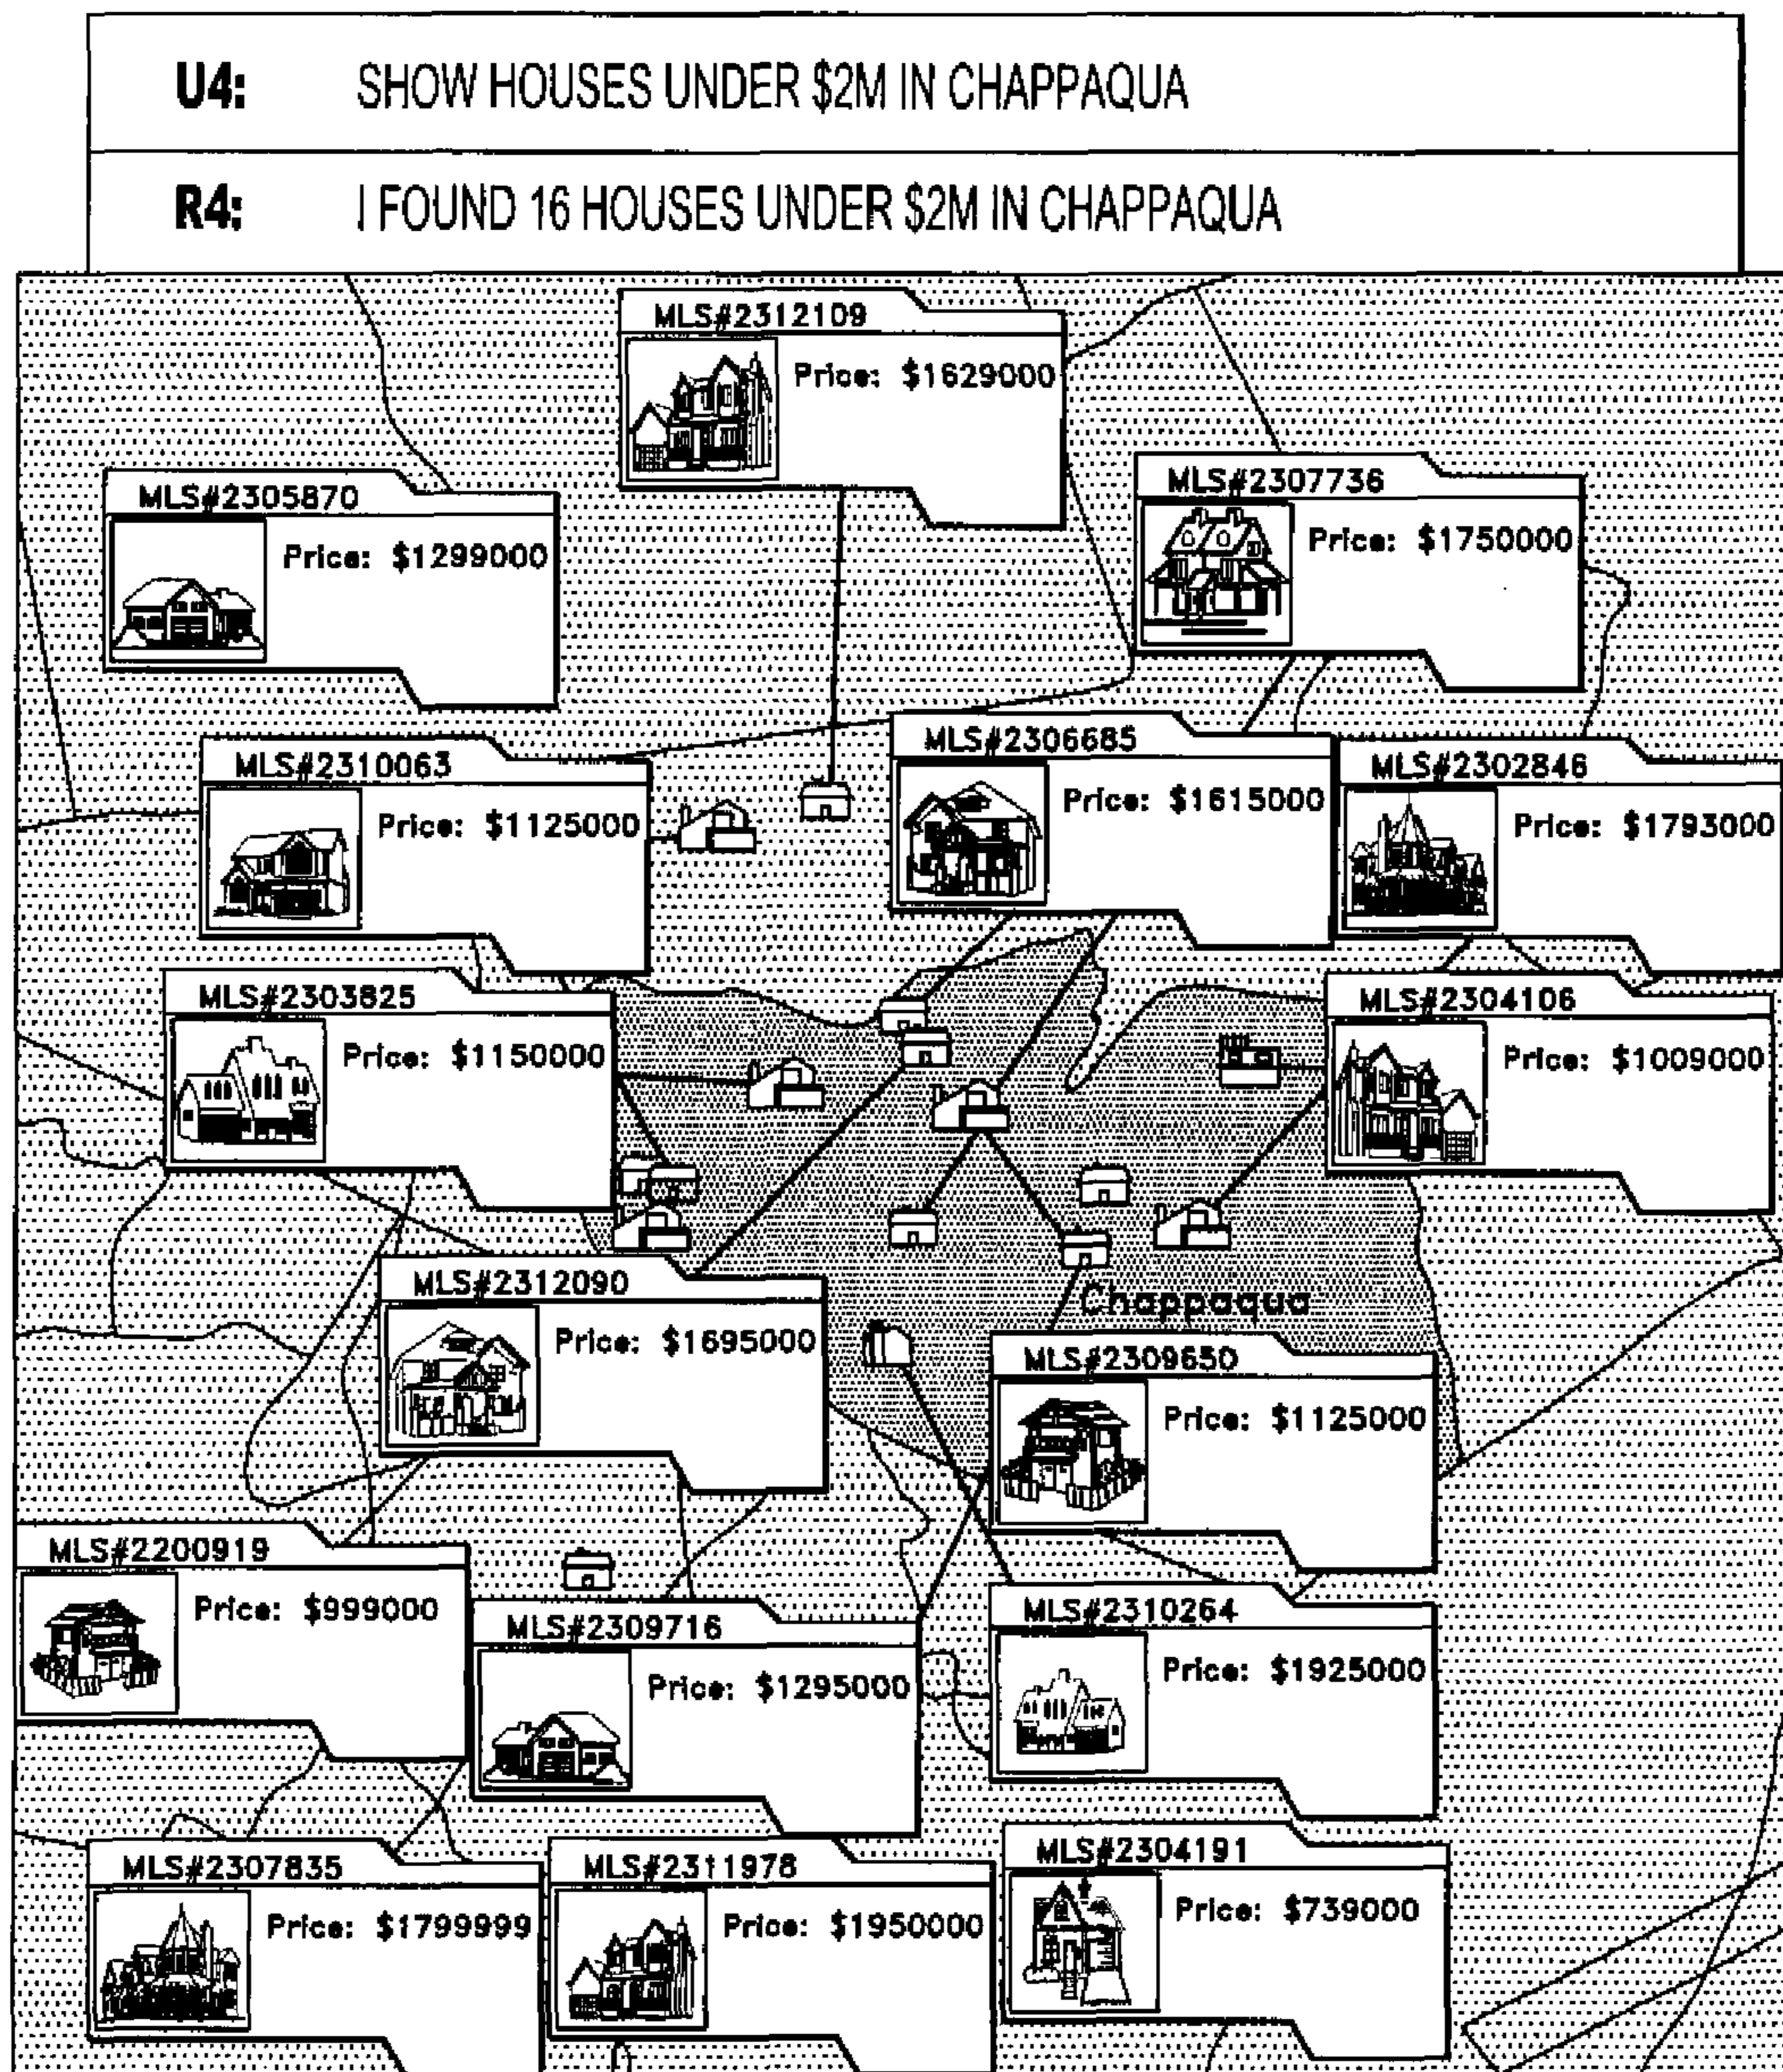 U4: SHOW HOUSES UNDER $2M IN CHAPPAQUA
R4: I FOUND 16 HOUSES UNDER $2M IN CHAPPAQUA
MLS#2312109
Price: $1629000
MLS#2305870
Price: $1299000
MLS#2307736
Price: $1750000
MLS#2310063
Price: $1125000
MLS#2306685
Price: $1615000
MLS#2302846
Price: $1793000
MLS#2303825
Price: $1150000
MLS#2304106
Price: $1009000
MLS#2312090
Price: $1695000
Chappaqua
MLS#2309650
Price: $1125000
MLS#2200919
Price: $999000
MLS#2309716
Price: $1295000
MLS#2310264
Price: $1925000
MLS#2307835
Price: $1799999
MLS#2311978
Price: $1950000
MLS#2304191
Price: $739000